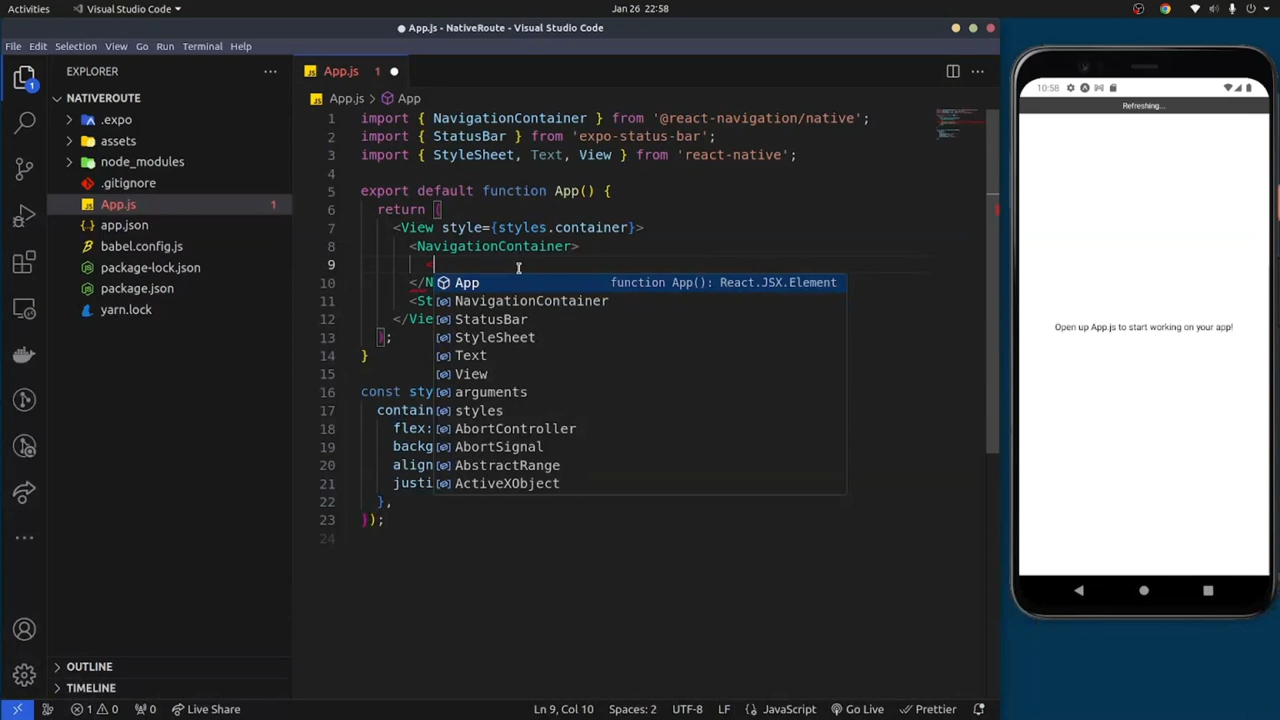 Activities
Visual Studio Code
Jan 26 22:58
App.js - NativeRoute - Visual Studio Code
File Edit Selection View Go Run Terminal Help
EXPLORER
App.js 1
NATIVEROUTE
.expo
assets
node_modules
.gitignore
App.js 1
app.json
babel.config.js
package-lock.json
package.json
yarn.lock
OUTLINE
TIMELINE
1
App.js > App
1 import { NavigationContainer } from '@react-navigation/native';
2 import { StatusBar } from 'expo-status-bar';
3 import { StyleSheet, Text, View } from 'react-native';
4
5 export default function App() {
6 return (
7 <View style={styles.container}>
8 <NavigationContainer>
9 <
10 </N
11 <St
12 </Vie
13 );
14 }
15
16 const sty
17 contain
18 flex:
19 backg
20 align
21 justi
22 },
23 });
24
App function App(): React.JSX.Element
NavigationContainer
StatusBar
StyleSheet
Text
View
arguments
styles
AbortController
AbortSignal
AbstractRange
ActiveXObject
10:58
Refreshing...
Open up App.js to start working on your app!
1 0 0 Live Share Ln 9, Col 10 Spaces: 2 UTF-8 LF {} JavaScript Go Live Prettier